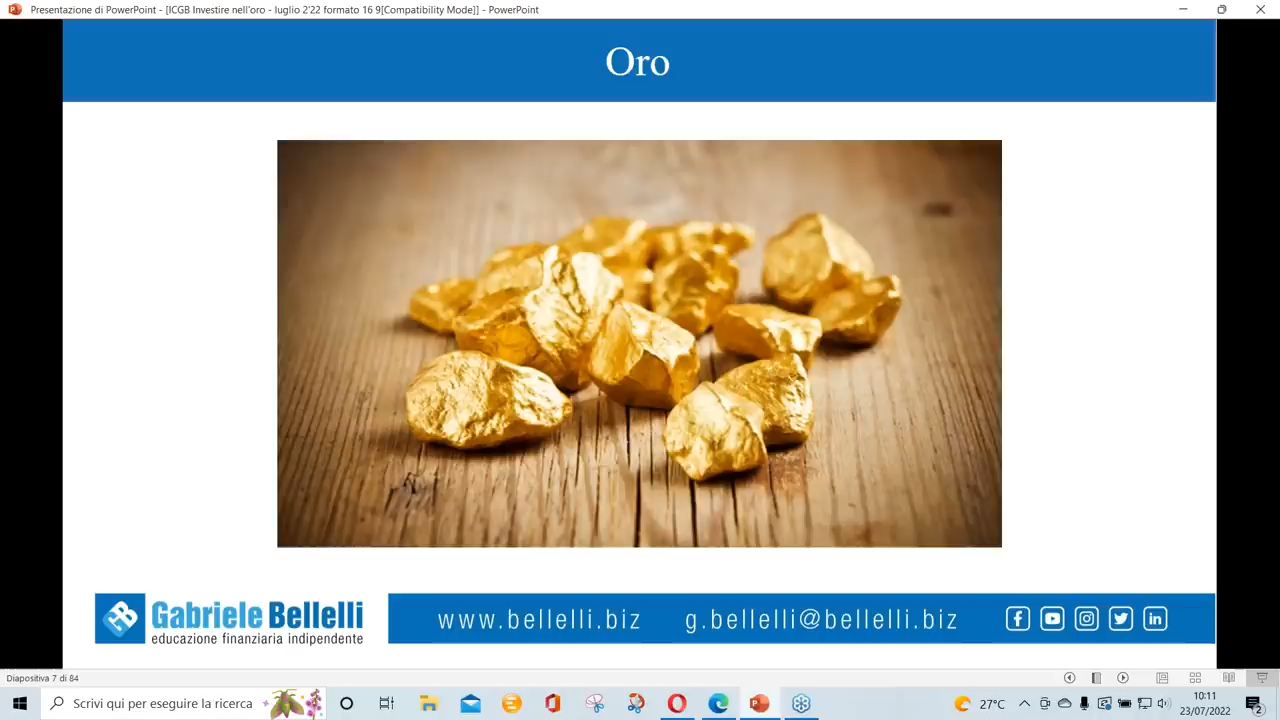 Presentazione di PowerPoint - [ICGB Investire nell'oro - luglio 2'22 formato 16 9[Compatibility Mode]] - PowerPoint
Oro
Gabriele Bellelli
educazione finanziaria indipendente
www.bellelli.biz g.bellelli@bellelli.biz
Diapositiva 7 di 84
Scrivi qui per eseguire la ricerca
27°C
10:11
23/07/2022
2